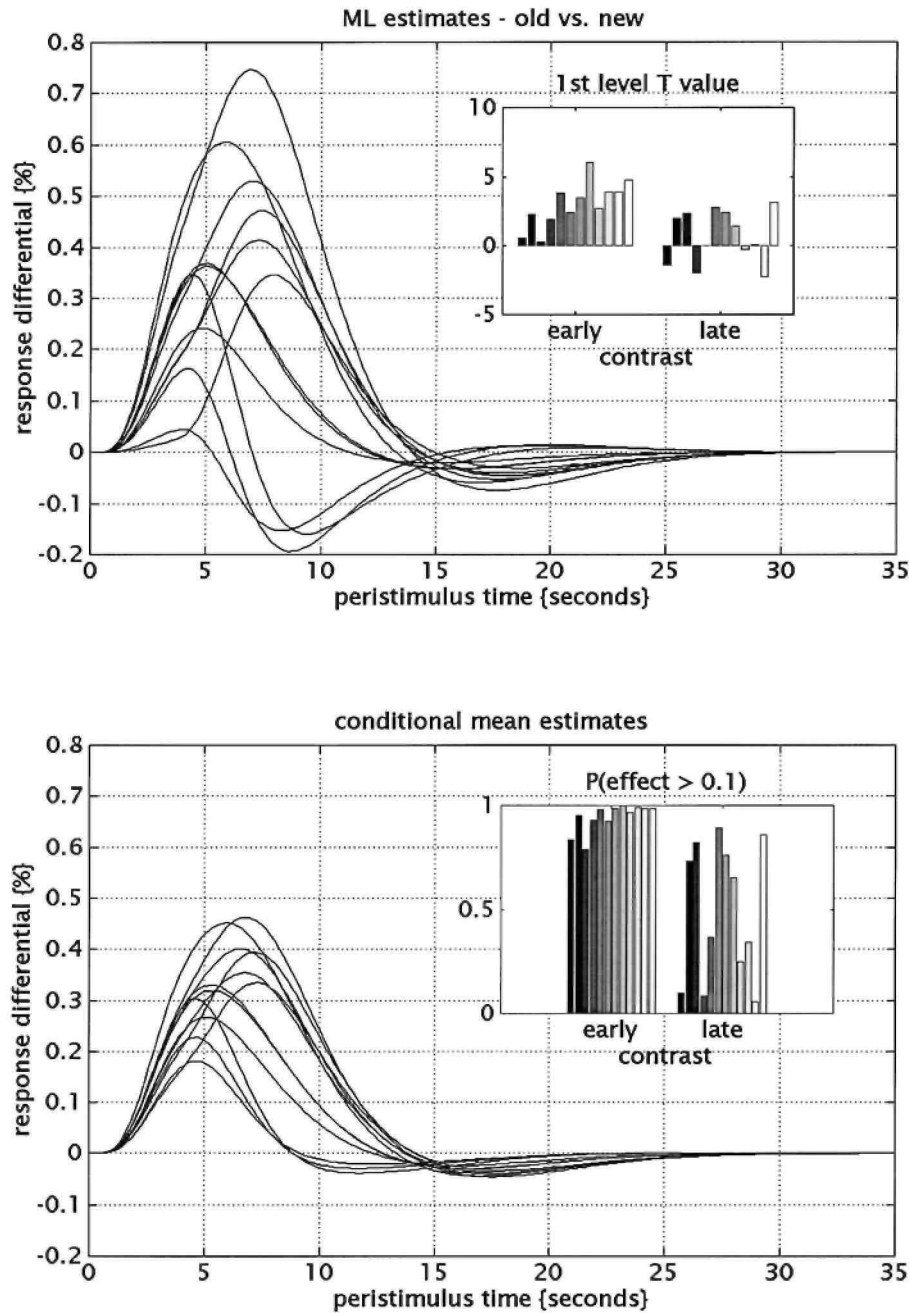 ML estimates - old vs. new
0.8
0.7
0.6
0.5
0.4
0.3
0.2
0.1
0
-0.1
-0.2
response differential {%}
1st level T value
10
5
0
-5
early late
contrast
0 5 10 15 20 25 30 35
peristimulus time {seconds}
conditional mean estimates
0.8
0.7
0.6
0.5
0.4
0.3
0.2
0.1
0
-0.1
-0.2
response differential {%}
P(effect > 0.1)
1
0.5
0
early late
contrast
0 5 10 15 20 25 30 35
peristimulus time {seconds}